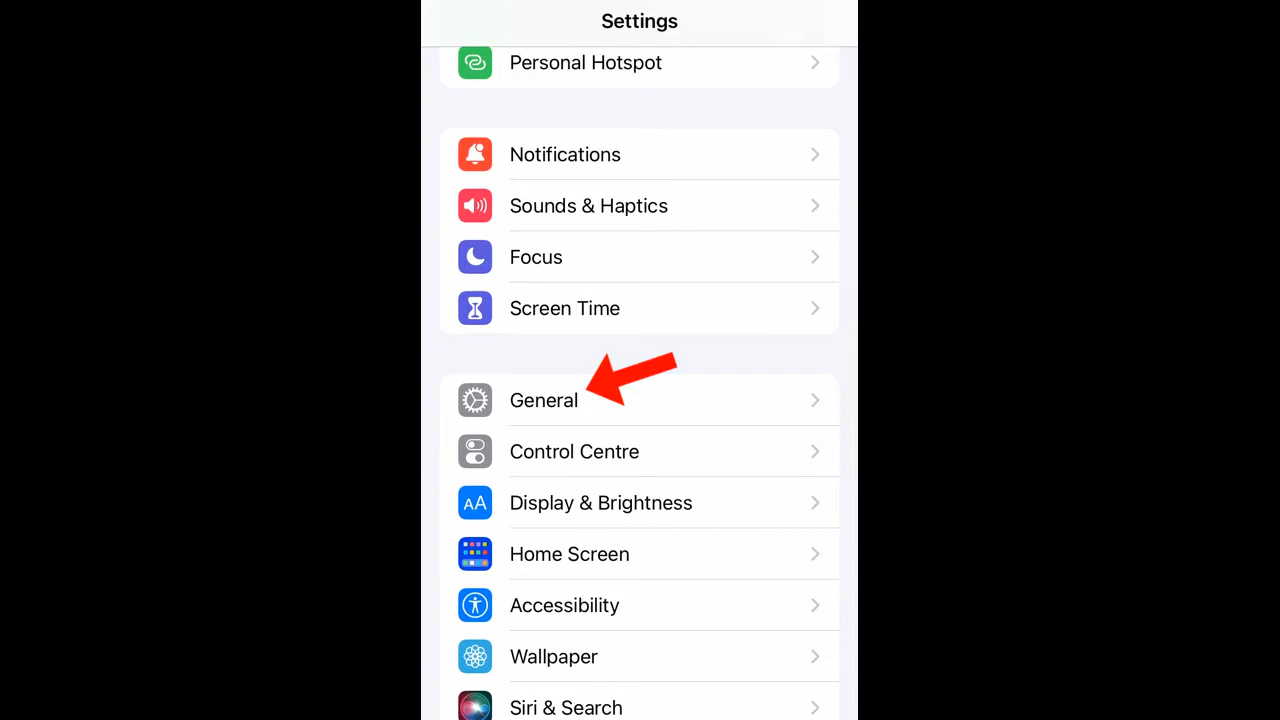 Settings
Personal Hotspot
Notifications
Sounds & Haptics
Focus
Screen Time
General
Control Centre
AA Display & Brightness
Home Screen
Accessibility
Wallpaper
Siri & Search